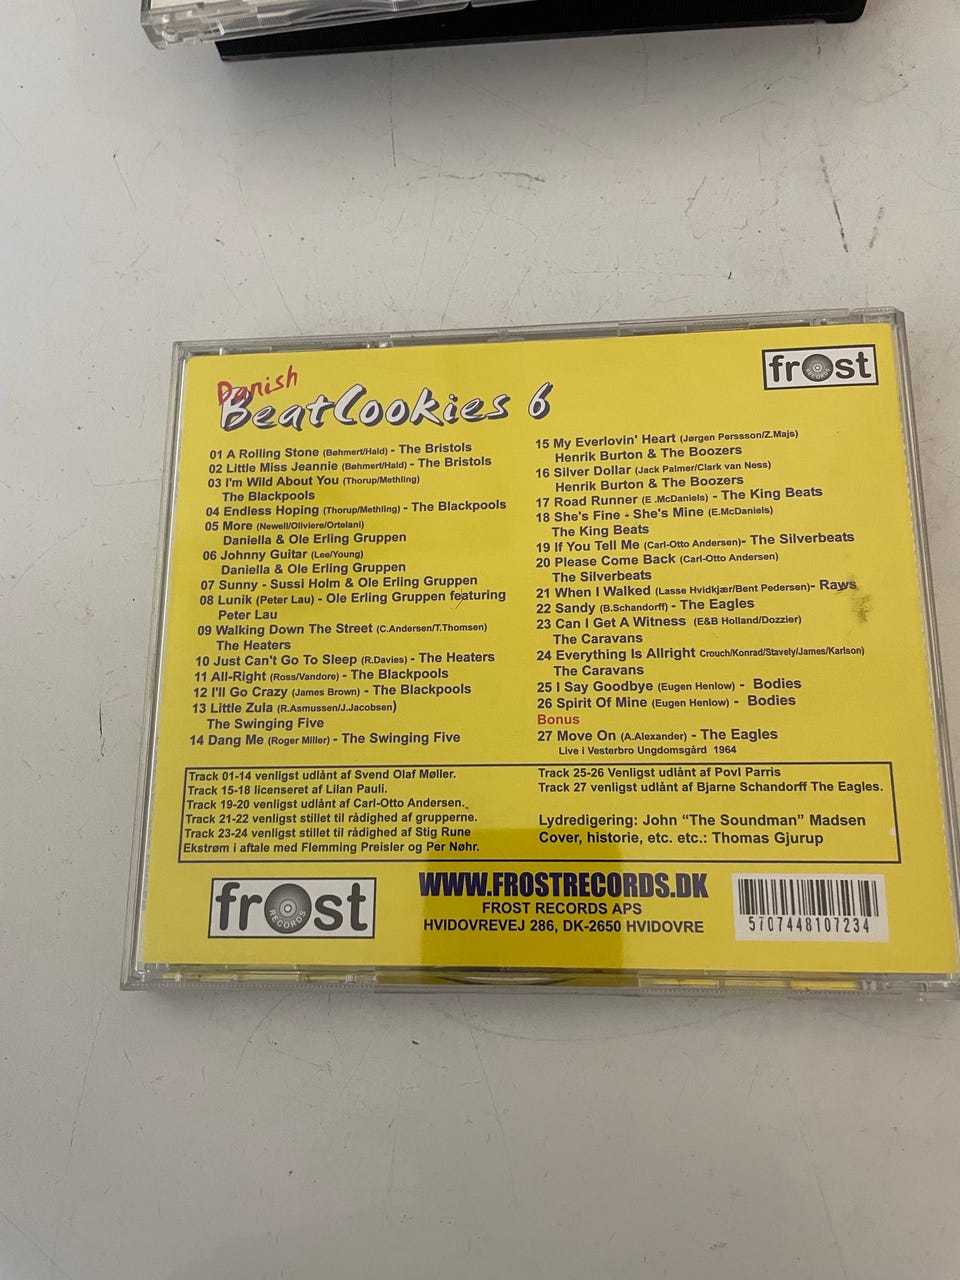 Danish
BeatCookies 6
frost
RECORDS
01 A Rolling Stone (Bøhmert/Hald) - The Bristols
02 Little Miss Jeannie (Bøhmert/Hald) - The Bristols
03 I'm Wild About You (Thorup/Methling)
The Blackpools
04 Endless Hoping (Thorup/Methling) - The Blackpools
05 More (Newell/Oliviere/Ortelani)
Daniella & Ole Erling Gruppen
06 Johnny Guitar (Lee/Young)
Daniella & Ole Erling Gruppen
07 Sunny - Sussi Holm & Ole Erling Gruppen
08 Lunik (Peter Lau) - Ole Erling Gruppen featuring
Peter Lau
09 Walking Down The Street (C.Andersen/T.Thomsen)
The Heaters
10 Just Can't Go To Sleep (R.Davies) - The Heaters
11 All-Right (Ross/Vandore) - The Blackpools
12 I'll Go Crazy (James Brown) - The Blackpools
13 Little Zula (R.Asmussen/J.Jacobsen)
The Swinging Five
14 Dang Me (Roger Miller) - The Swinging Five
15 My Everlovin' Heart (Jørgen Perssson/Z.Majs)
Henrik Burton & The Boozers
16 Silver Dollar (Jack Palmer/Clark van Ness)
Henrik Burton & The Boozers
17 Road Runner (E .McDaniels) - The King Beats
18 She's Fine - She's Mine (E.McDaniels)
The King Beats
19 If You Tell Me (Carl-Otto Andersen)- The Silverbeats
20 Please Come Back (Carl-Otto Andersen)
The Silverbeats
21 When I Walked (Lasse Hvidkjær/Bent Pedersen)- Raws
22 Sandy (B.Schandorff) - The Eagles
23 Can I Get A Witness (E&B Holland/Dozzier)
The Caravans
24 Everything Is Allright Crouch/Konrad/Stavely/James/Karlson)
The Caravans
25 I Say Goodbye (Eugen Henlow) - Bodies
26 Spirit Of Mine (Eugen Henlow) - Bodies
Bonus
27 Move On (A.Alexander) - The Eagles
Live i Vesterbro Ungdomsgård 1964
Track 01-14 venligst udlånt af Svend Olaf Møller.
Track 15-18 licenseret af Lilan Pauli.
Track 19-20 venligst udlånt af Carl-Otto Andersen.
Track 21-22 venligst stillet til rådighed af grupperne.
Track 23-24 venligst stillet til rådighed af Stig Rune
Ekstrøm i aftale med Flemming Preisler og Per Nøhr.
Track 25-26 Venligst udlånt af Povl Parris
Track 27 venligst udlånt af Bjarne Schandorff The Eagles.
Lydredigering: John “The Soundman” Madsen
Cover, historie, etc. etc.: Thomas Gjurup
frost
RECORDS
WWW.FROSTRECORDS.DK
FROST RECORDS APS
HVIDOVREVEJ 286, DK-2650 HVIDOVRE
5707448107234